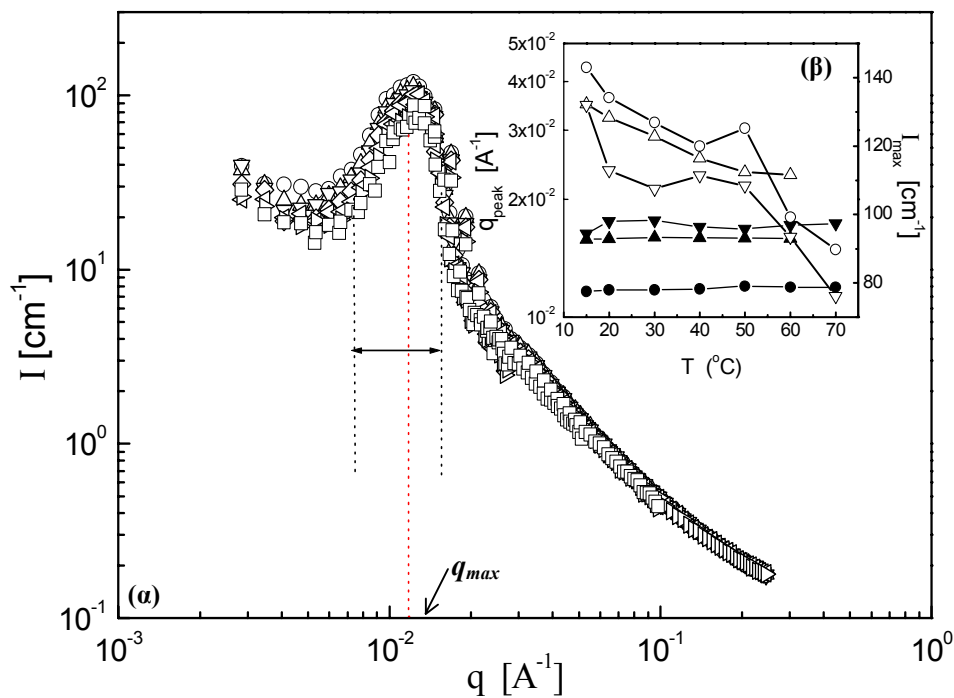 I [cm⁻¹]
10²
10¹
10⁰
10⁻¹
(α)
q_max
10⁻³
10⁻²
10⁻¹
10⁰
q [A⁻¹]
(β)
q_peak [A⁻¹]
5x10⁻²
4x10⁻²
3x10⁻²
2x10⁻²
10⁻²
10 20 30 40 50 60 70
T (°C)
140
120
100
80
I_max [cm⁻¹]